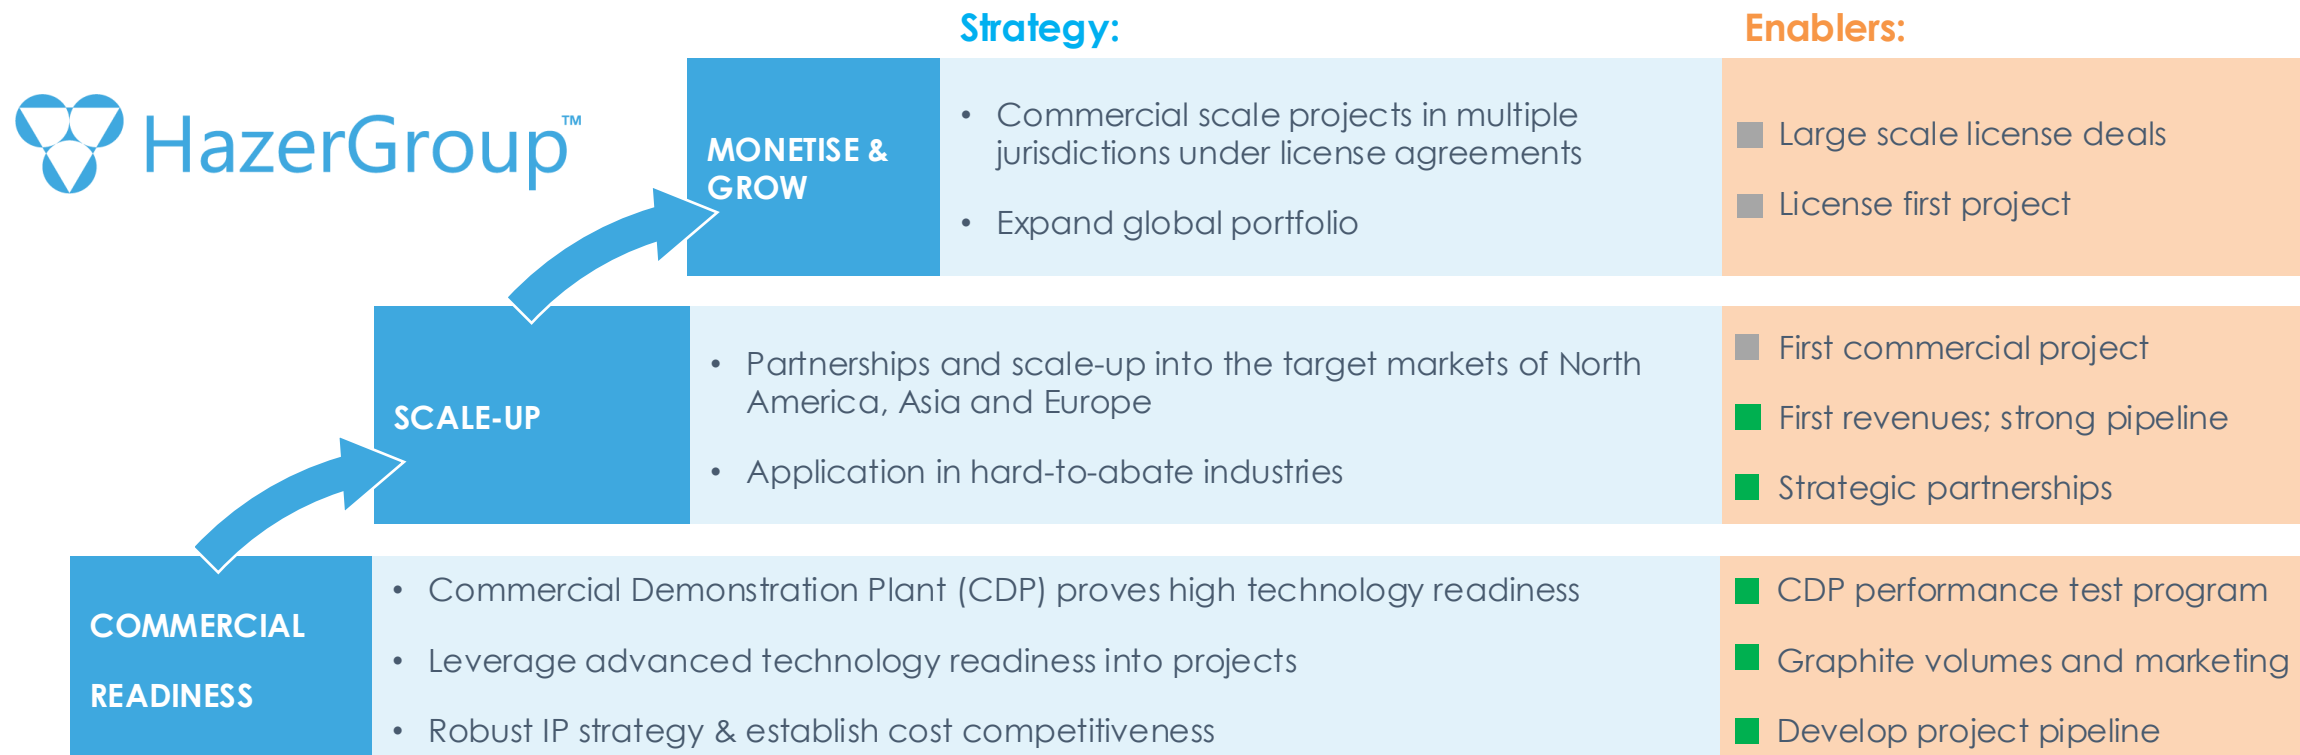 Strategy:
Enablers:
HazerGroup™
MONETISE &
GROW
• Commercial scale projects in multiple
jurisdictions under license agreements
• Expand global portfolio
Large scale license deals
License first project
SCALE-UP
• Partnerships and scale-up into the target markets of North
America, Asia and Europe
• Application in hard-to-abate industries
First commercial project
First revenues; strong pipeline
Strategic partnerships
COMMERCIAL
READINESS
• Commercial Demonstration Plant (CDP) proves high technology readiness
• Leverage advanced technology readiness into projects
• Robust IP strategy & establish cost competitiveness
CDP performance test program
Graphite volumes and marketing
Develop project pipeline